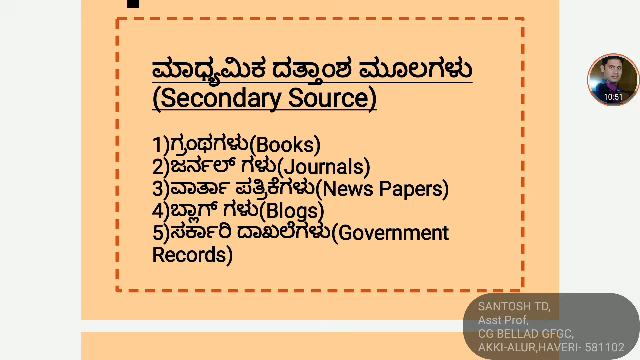 ಮಾಧ್ಯಮಿಕ ದತ್ತಾಂಶ ಮೂಲಗಳು
(Secondary Source)
1)ಗ್ರಂಥಗಳು(Books)
2)ಜರ್ನಲ್ ಗಳು(Journals)
3)ವಾರ್ತಾ ಪತ್ರಿಕೆಗಳು(News Papers)
4)ಬ್ಲಾಗ್ ಗಳು(Blogs)
5)ಸರ್ಕಾರಿ ದಾಖಲೆಗಳು(Government
Records)
10:51
SANTOSH TD,
Asst Prof,
CG BELLAD GFGC,
AKKI-ALUR,HAVERI- 581102